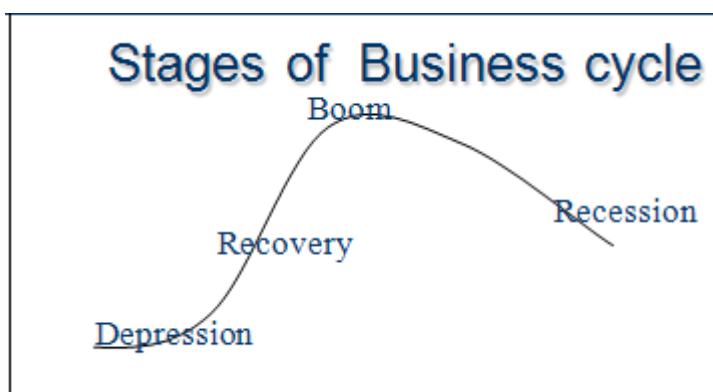 Stages of Business cycle
Boom
Recession
Recovery
Depression